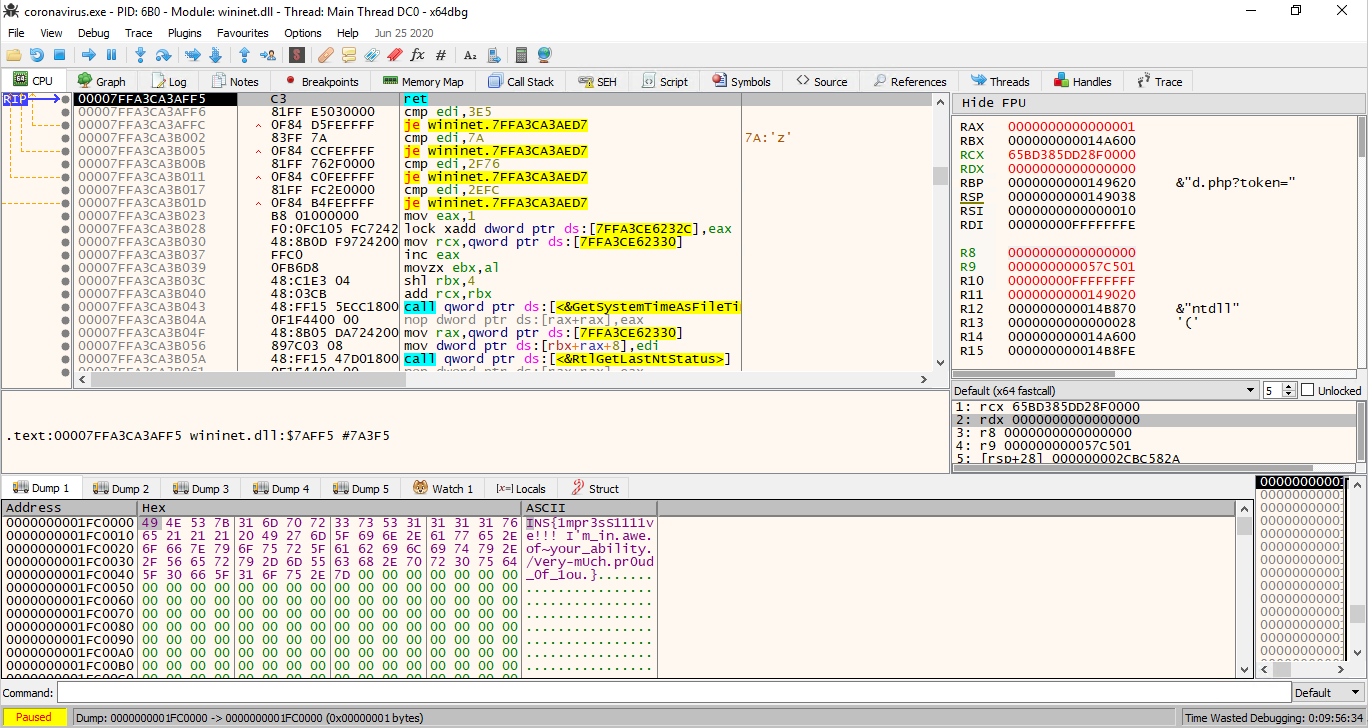 coronavirus.exe - PID: 6B0 - Module: wininet.dll - Thread: Main Thread DC0 - x64dbg
File View Debug Trace Plugins Favourites Options Help Jun 25 2020
CPU Graph Log Notes Breakpoints Memory Map Call Stack SEH Script Symbols Source References Threads Handles Trace
RIP 00007FFA3CA3AFF5 C3 ret
00007FFA3CA3AFF6 81FF E5030000 cmp edi,3E5
00007FFA3CA3AFFC 0F84 D5FEFFFF je wininet.7FFA3CA3AED7
00007FFA3CA3B002 83FF 7A cmp edi,7A 7A:'z'
00007FFA3CA3B005 0F84 CCFEFFFF je wininet.7FFA3CA3AED7
00007FFA3CA3B00B 81FF 762F0000 cmp edi,2F76
00007FFA3CA3B011 0F84 C0FEFFFF je wininet.7FFA3CA3AED7
00007FFA3CA3B017 81FF FC2E0000 cmp edi,2EFC
00007FFA3CA3B01D 0F84 B4FEFFFF je wininet.7FFA3CA3AED7
00007FFA3CA3B023 B8 01000000 mov eax,1
00007FFA3CA3B028 F0:0FC105 FC7242 lock xadd dword ptr ds:[7FFA3CE6232C],eax
00007FFA3CA3B030 48:8B0D F9724200 mov rcx,qword ptr ds:[7FFA3CE62330]
00007FFA3CA3B037 FFC0 inc eax
00007FFA3CA3B039 0FB6D8 movzx ebx,al
00007FFA3CA3B03C 48:C1E3 04 shl rbx,4
00007FFA3CA3B040 48:03CB add rcx,rbx
00007FFA3CA3B043 48:FF15 5ECC1800 call qword ptr ds:[<&GetSystemTimeAsFileTi
00007FFA3CA3B04A 0F1F4400 00 nop dword ptr ds:[rax+rax],eax
00007FFA3CA3B04F 48:8B05 DA724200 mov rax,qword ptr ds:[7FFA3CE62330]
00007FFA3CA3B056 897C03 08 mov dword ptr ds:[rbx+rax+8],edi
00007FFA3CA3B05A 48:FF15 47D01800 call qword ptr ds:[<&RtlGetLastNtStatus>]
00007FFA3CA3B061 0F1F4400 00 nop dword ptr ds:[rax+rax],eax
Hide FPU
RAX 0000000000000001
RBX 000000000014A600
RCX 65BD385DD28F0000
RDX 0000000000000000
RBP 0000000000149620 &"d.php?token="
RSP 0000000000149038
RSI 0000000000000010
RDI 00000000FFFFFFFE
R8 0000000000000000
R9 000000000057C501
R10 00000000FFFFFFFF
R11 0000000000149020
R12 000000000014B870 &"ntdll"
R13 0000000000000028 '('
R14 000000000014A600
R15 000000000014B8FE
Default (x64 fastcall) 5 Unlocked
1: rcx 65BD385DD28F0000
2: rdx 0000000000000000
3: r8 0000000000000000
4: r9 000000000057C501
5: [rsp+28] 000000002CBC582A
.text:00007FFA3CA3AFF5 wininet.dll:$7AFF5 #7A3F5
Dump 1 Dump 2 Dump 3 Dump 4 Dump 5 Watch 1 [x=] Locals Struct
Address Hex ASCII
0000000001FC0000 49 4E 53 7B 31 6D 70 72 33 73 53 31 31 31 31 76 INS{1mpr3sS1111v
0000000001FC0010 65 21 21 21 20 49 27 6D 5F 69 6E 2E 61 77 65 2E e!!! I'm_in.awe.
0000000001FC0020 6F 66 7E 79 6F 75 72 5F 61 62 69 6C 69 74 79 2E of~your_ability.
0000000001FC0030 2F 56 65 72 79 2D 6D 55 63 68 2E 70 72 30 75 64 /Very-mUch.pr0ud
0000000001FC0040 5F 30 66 5F 31 6F 75 2E 7D 00 00 00 00 00 00 00 _0f_1ou.}.......
0000000001FC0050 00 00 00 00 00 00 00 00 00 00 00 00 00 00 00 00 ................
0000000001FC0060 00 00 00 00 00 00 00 00 00 00 00 00 00 00 00 00 ................
0000000001FC0070 00 00 00 00 00 00 00 00 00 00 00 00 00 00 00 00 ................
0000000001FC0080 00 00 00 00 00 00 00 00 00 00 00 00 00 00 00 00 ................
0000000001FC0090 00 00 00 00 00 00 00 00 00 00 00 00 00 00 00 00 ................
0000000001FC00A0 00 00 00 00 00 00 00 00 00 00 00 00 00 00 00 00 ................
0000000001FC00B0 00 00 00 00 00 00 00 00 00 00 00 00 00 00 00 00 ................
Command: Default
Paused Dump: 0000000001FC0000 -> 0000000001FC0000 (0x00000001 bytes) Time Wasted Debugging: 0:09:56:34